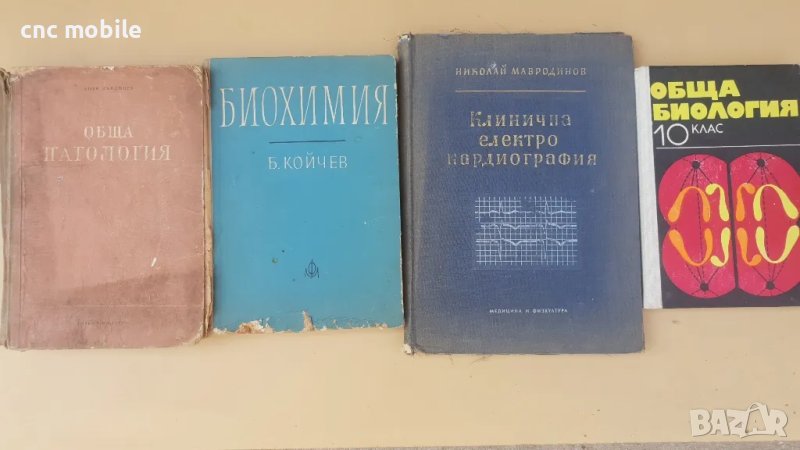 cnc mobile
ОБЩА
ПАТОЛОГИЯ
БИОХИМИЯ
Б. КОЙЧЕВ
НИКОЛАЙ МАВРОДИНОВ
Клинична
електро
кардиография
МЕДИЦИНА И ФИЗКУЛТУРА
ОБЩА
БИОЛОГИЯ
10 КЛАС
BAZAR